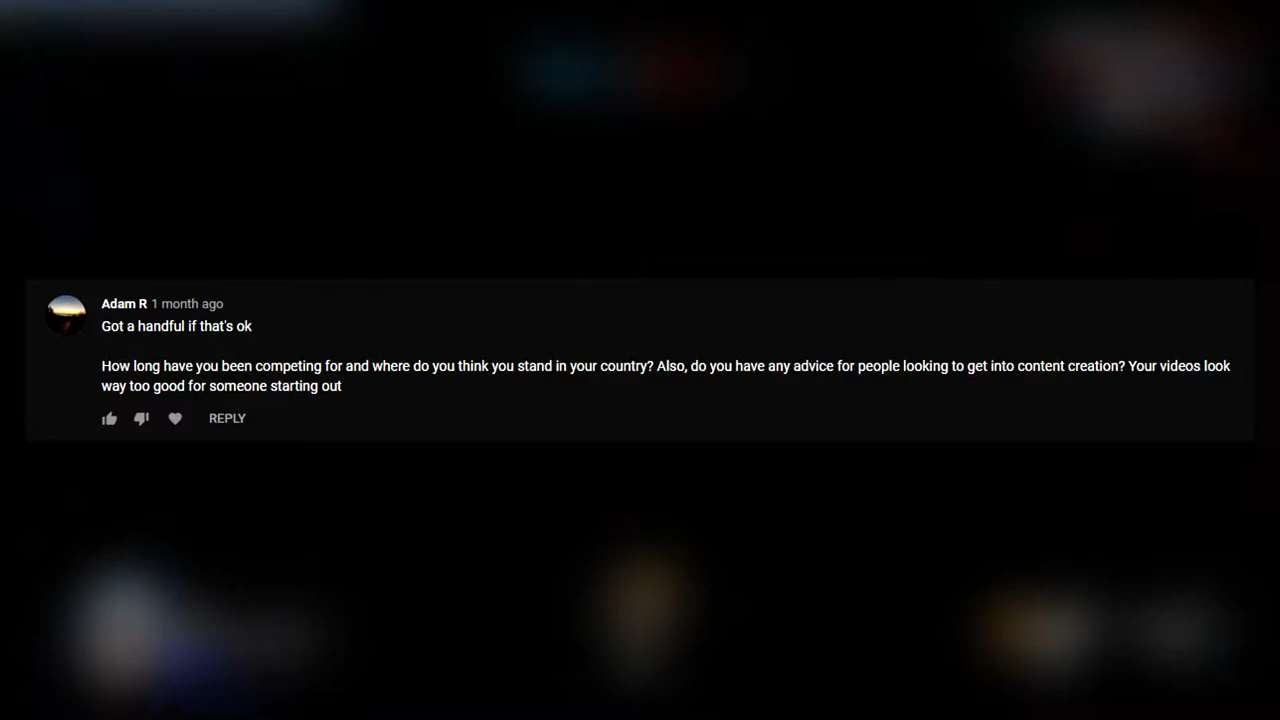 Adam R 1 month ago
Got a handful if that's ok
How long have you been competing for and where do you think you stand in your country? Also, do you have any advice for people looking to get into content creation? Your videos look
way too good for someone starting out
REPLY